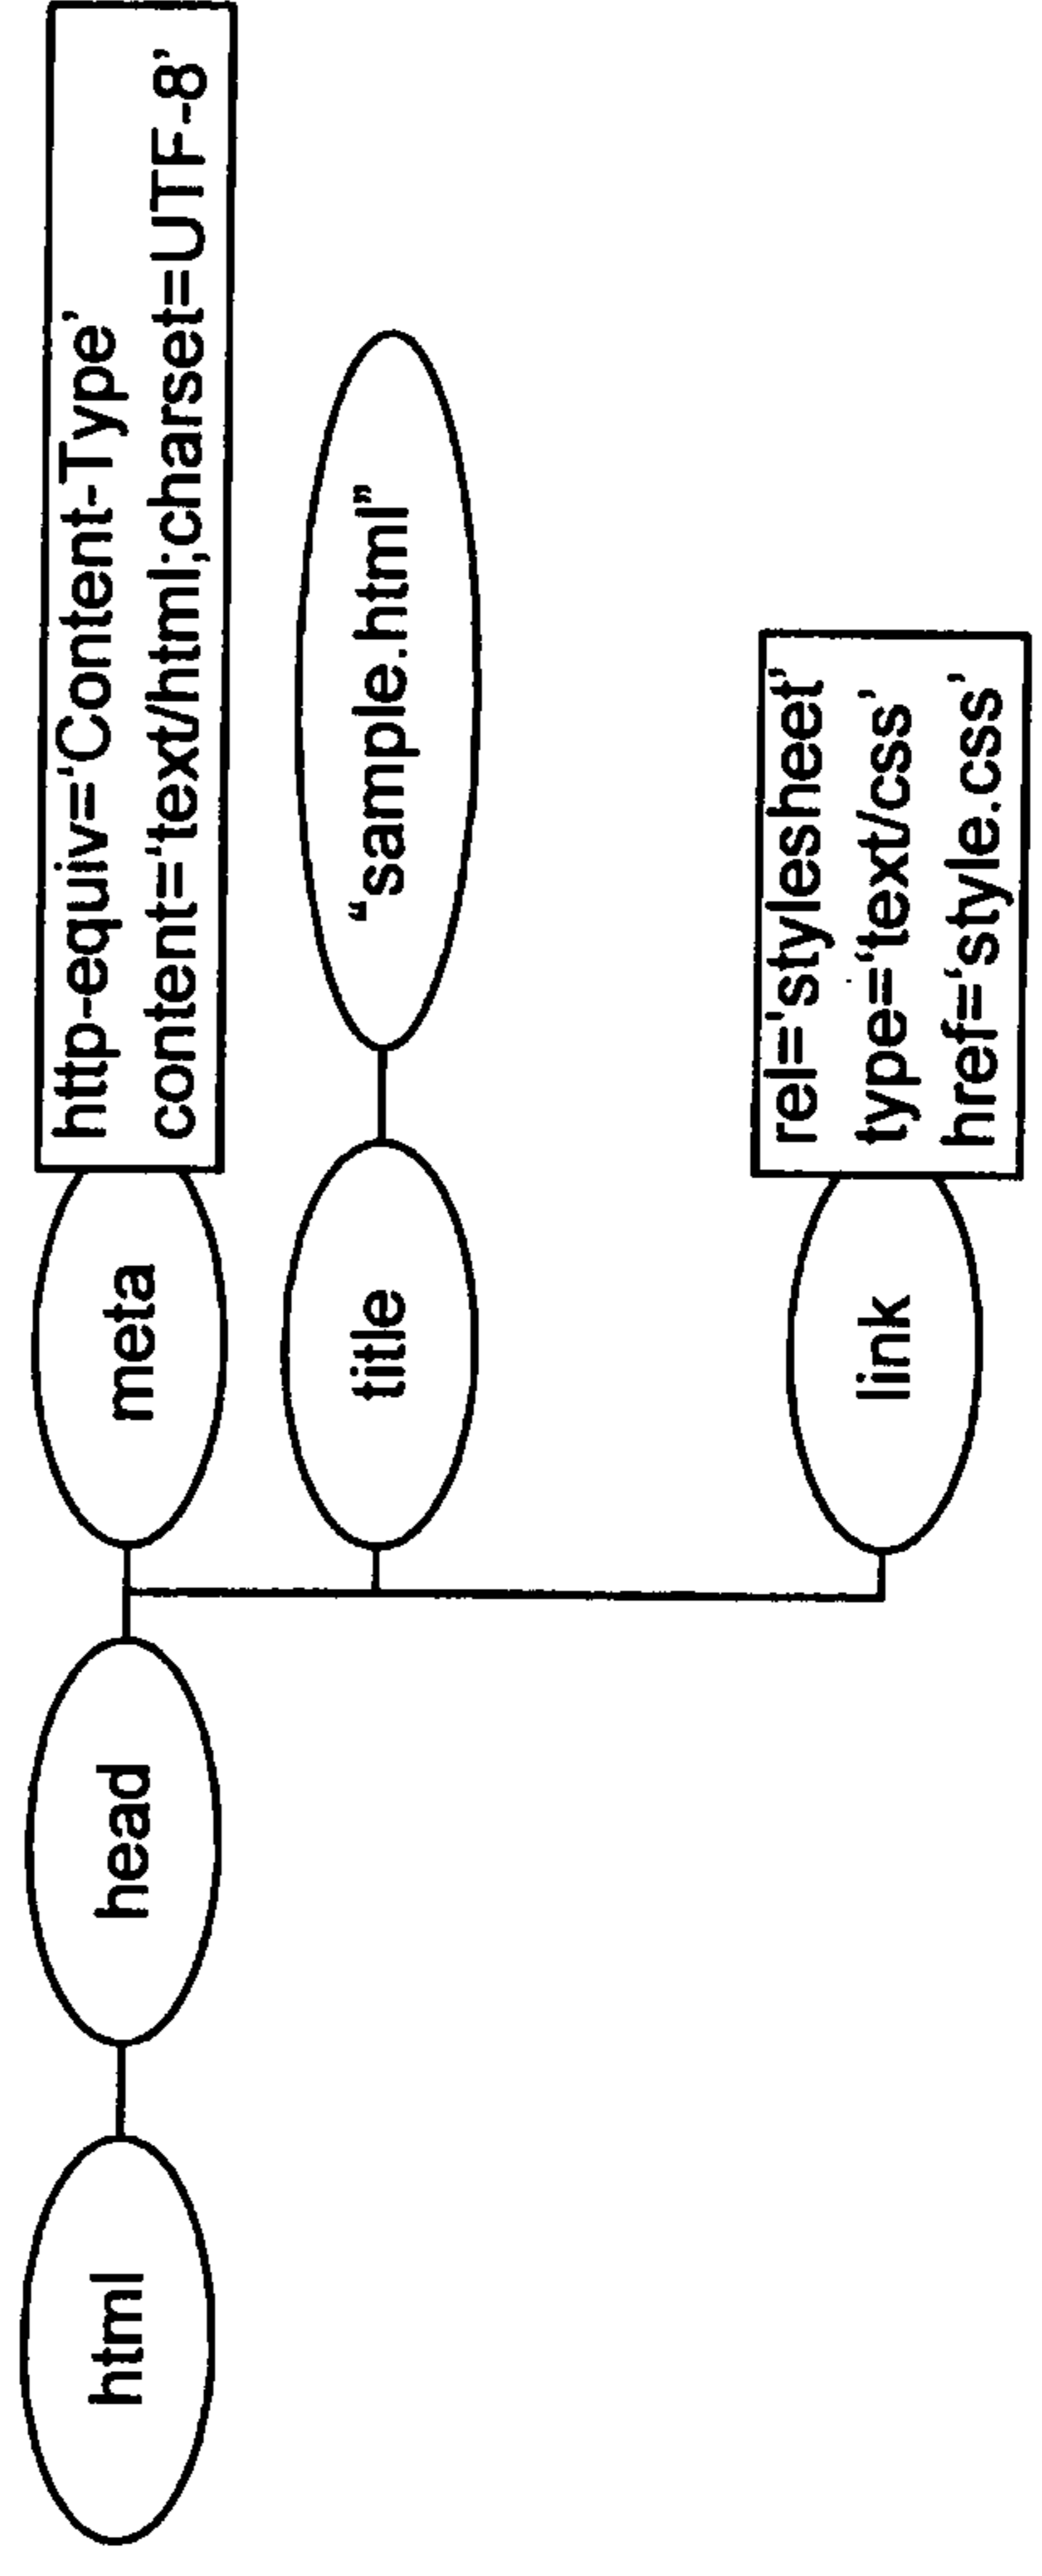 html
head
meta
http-equiv=‘Content-Type’
content=‘text/html;charset=UTF-8’
title
“sample.html”
link
rel=‘stylesheet’
type=‘text/css’
href=‘style.css’